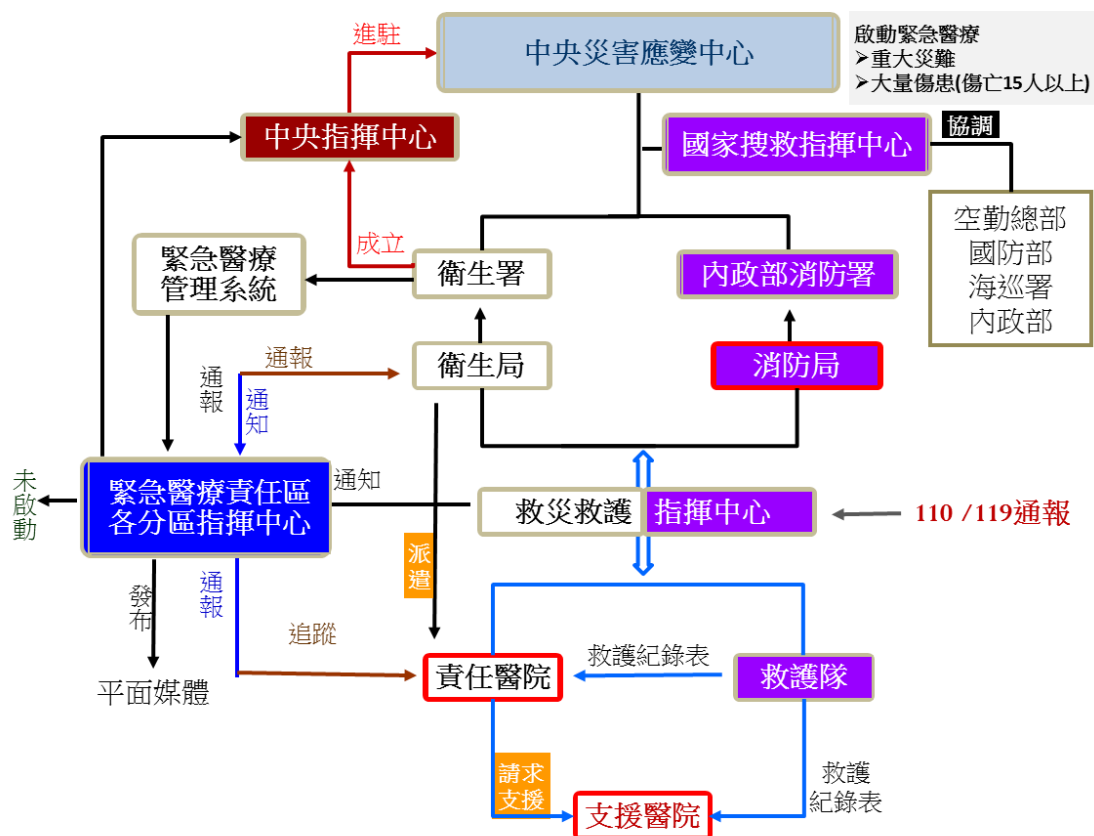 進駐
中央災害應變中心
啟動緊急醫療
➢重大災難
➢大量傷患(傷亡15人以上)
中央指揮中心
國家搜救指揮中心
協調
空勤總部
國防部
海巡署
內政部
成立
緊急醫療
管理系統
衛生署
內政部消防署
通報
通報
通知
衛生局
消防局
未啟動
緊急醫療責任區
各分區指揮中心
通知
救災救護 指揮中心
110 /119通報
派遣
發布
通報
追蹤
平面媒體
責任醫院
救護紀錄表
救護隊
請求
支援
支援醫院
救護
紀錄表